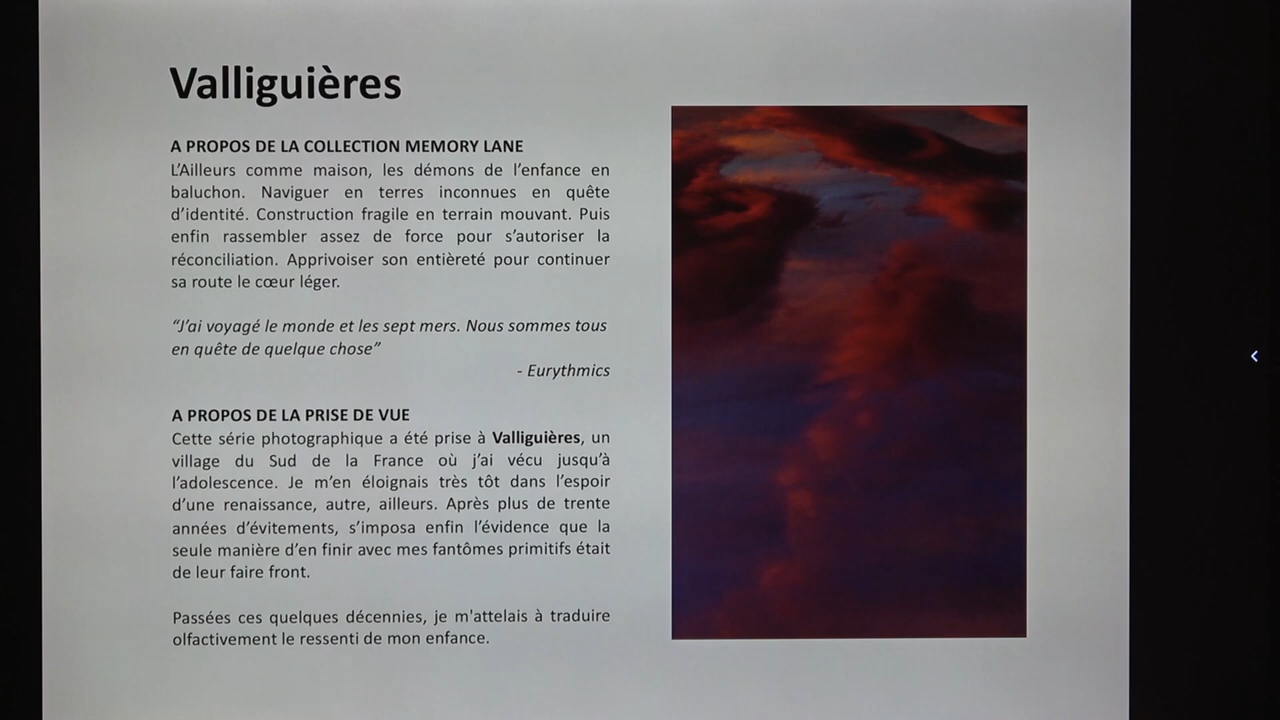 Valliguières
A PROPOS DE LA COLLECTION MEMORY LANE
L’Ailleurs comme maison, les démons de l’enfance en
baluchon. Naviguer en terres inconnues en quête
d’identité. Construction fragile en terrain mouvant. Puis
enfin rassembler assez de force pour s’autoriser la
réconciliation. Apprivoiser son entièreté pour continuer
sa route le cœur léger.
“J’ai voyagé le monde et les sept mers. Nous sommes tous
en quête de quelque chose”
- Eurythmics
A PROPOS DE LA PRISE DE VUE
Cette série photographique a été prise à Valliguières, un
village du Sud de la France où j’ai vécu jusqu’à
l’adolescence. Je m’en éloignais très tôt dans l’espoir
d’une renaissance, autre, ailleurs. Après plus de trente
années d’évitements, s’imposa enfin l’évidence que la
seule manière d’en finir avec mes fantômes primitifs était
de leur faire front.
Passées ces quelques décennies, je m'attelais à traduire
olfactivement le ressenti de mon enfance.